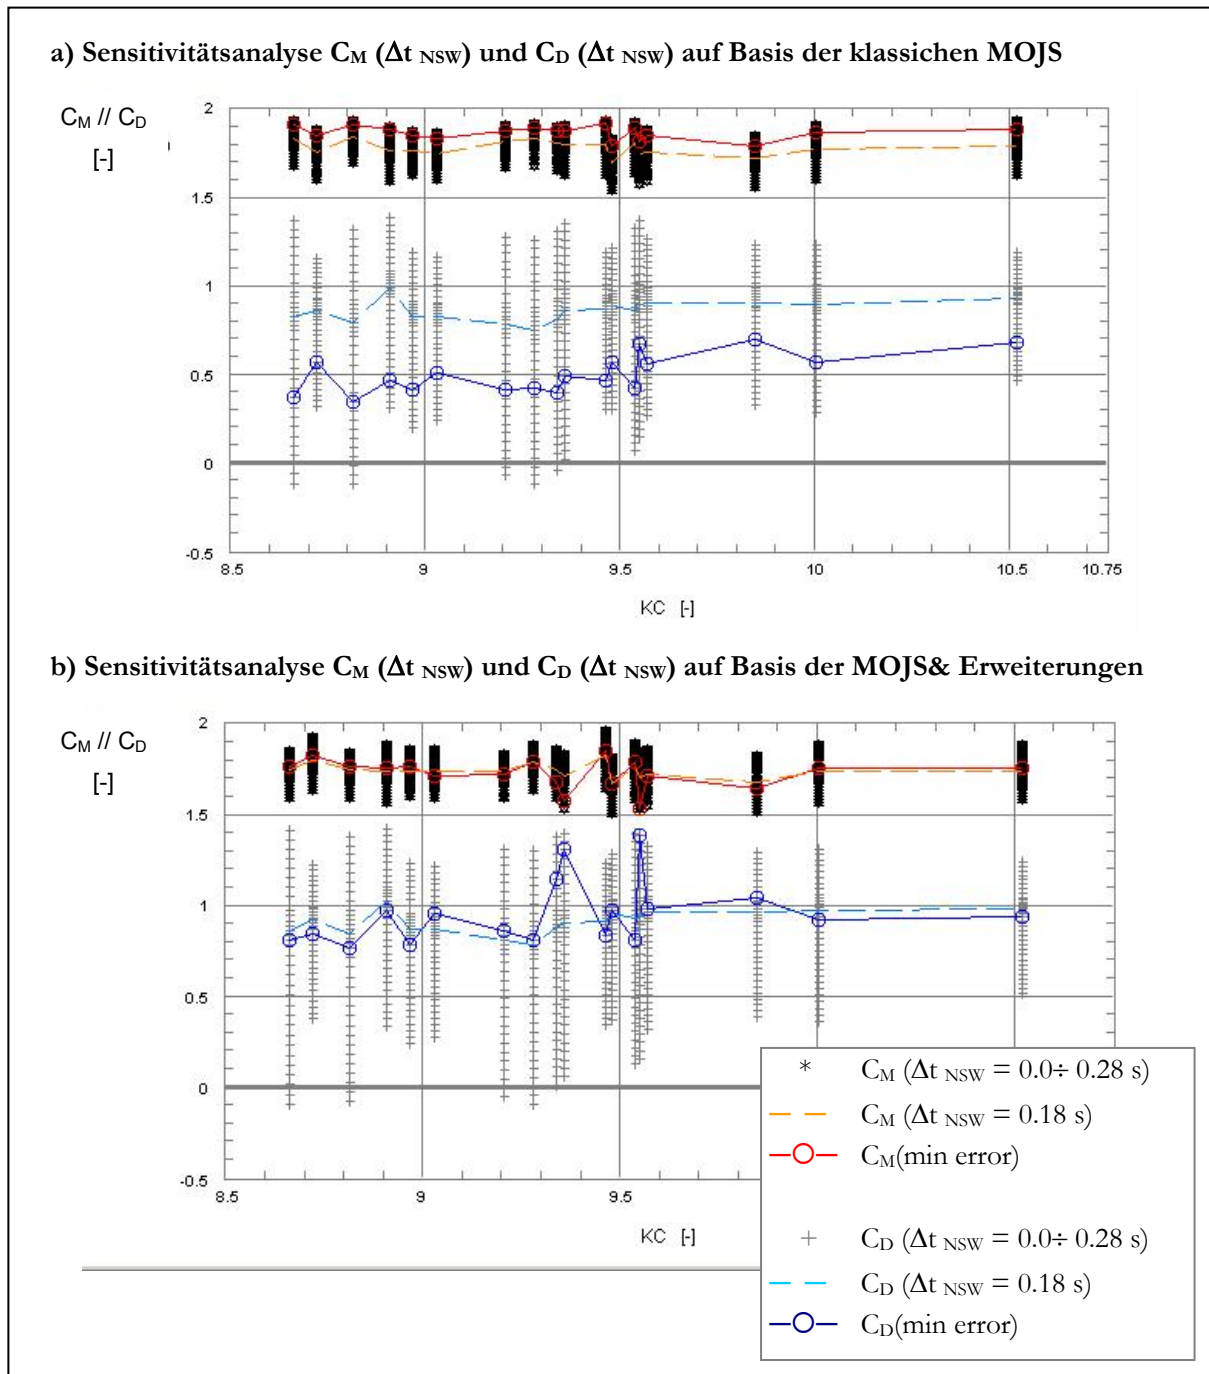 a) Sensitivitätsanalyse CM (Δt NSW) und CD (Δt NSW) auf Basis der klassichen MOJS
CM // CD
[-]
2
1.5
1
0.5
0
-0.5
8.5 9 9.5 10 10.5 10.75
KC [-]
b) Sensitivitätsanalyse CM (Δt NSW) und CD (Δt NSW) auf Basis der MOJS& Erweiterungen
CM // CD
[-]
2
1.5
1
0.5
0
-0.5
8.5 9 9.5
KC [-]
* CM (Δt NSW = 0.0÷ 0.28 s)
CM (Δt NSW = 0.18 s)
CM(min error)
+ CD (Δt NSW = 0.0÷ 0.28 s)
CD (Δt NSW = 0.18 s)
CD(min error)